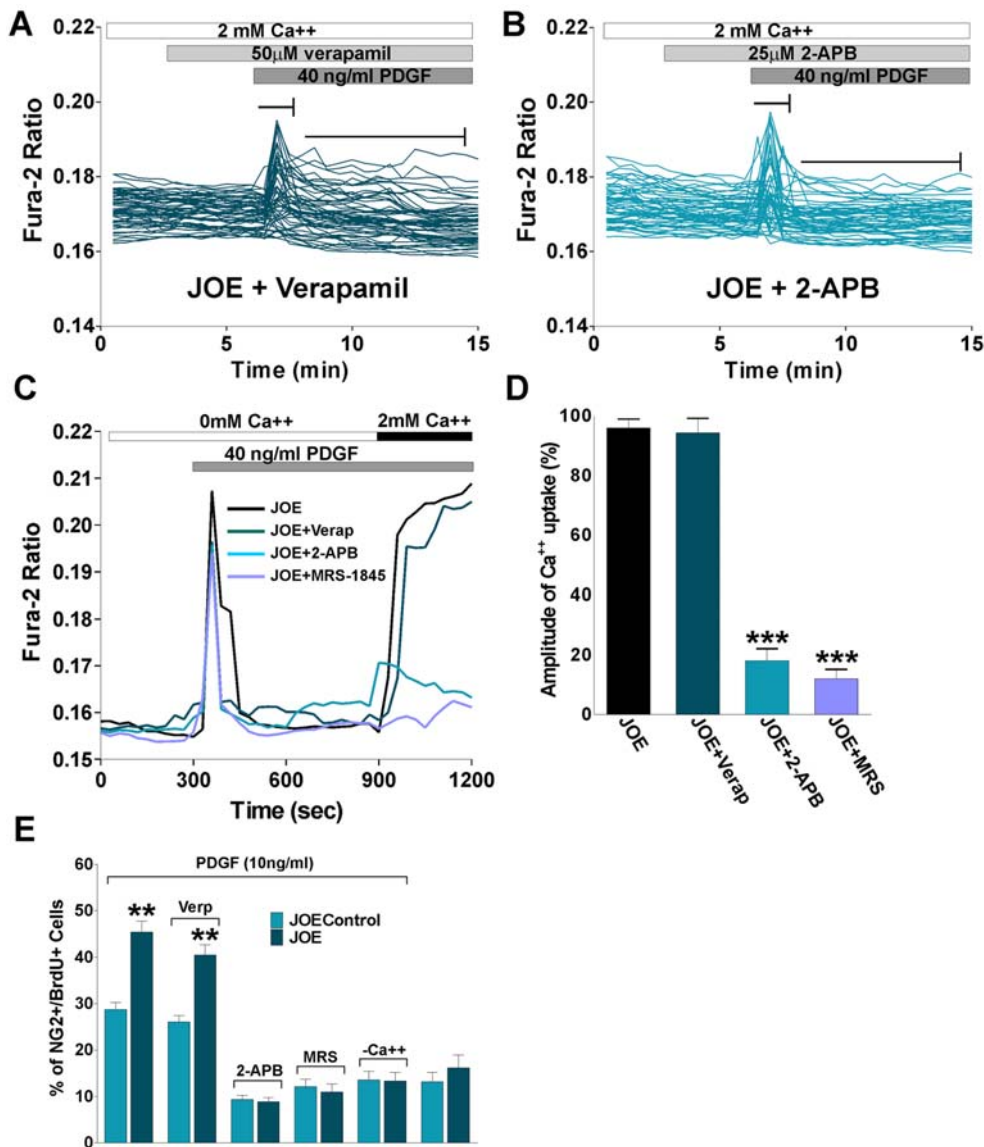 A
0.22
0.20
0.18
0.16
0.14
Fura-2 Ratio
2 mM Ca++
50μM verapamil
40 ng/ml PDGF
JOE + Verapamil
0
5
10
15
Time (min)
B
0.22
0.20
0.18
0.16
0.14
Fura-2 Ratio
2 mM Ca++
25μM 2-APB
40 ng/ml PDGF
JOE + 2-APB
0
5
10
15
Time (min)
C
0.22
0.21
0.20
0.19
0.18
0.17
0.16
0.15
Fura-2 Ratio
0mM Ca++
2mM Ca++
40 ng/ml PDGF
JOE
JOE+Verap
JOE+2-APB
JOE+MRS-1845
0
300
600
900
1200
Time (sec)
D
100
80
60
40
20
0
Amplitude of Ca++ uptake (%)
***
***
JOE
JOE+Verap
JOE+2-APB
JOE+MRS
E
60
50
40
30
20
10
0
% of NG2+/BrdU+ Cells
PDGF (10ng/ml)
**
Verp
**
JOEControl
JOE
2-APB
MRS
-Ca++